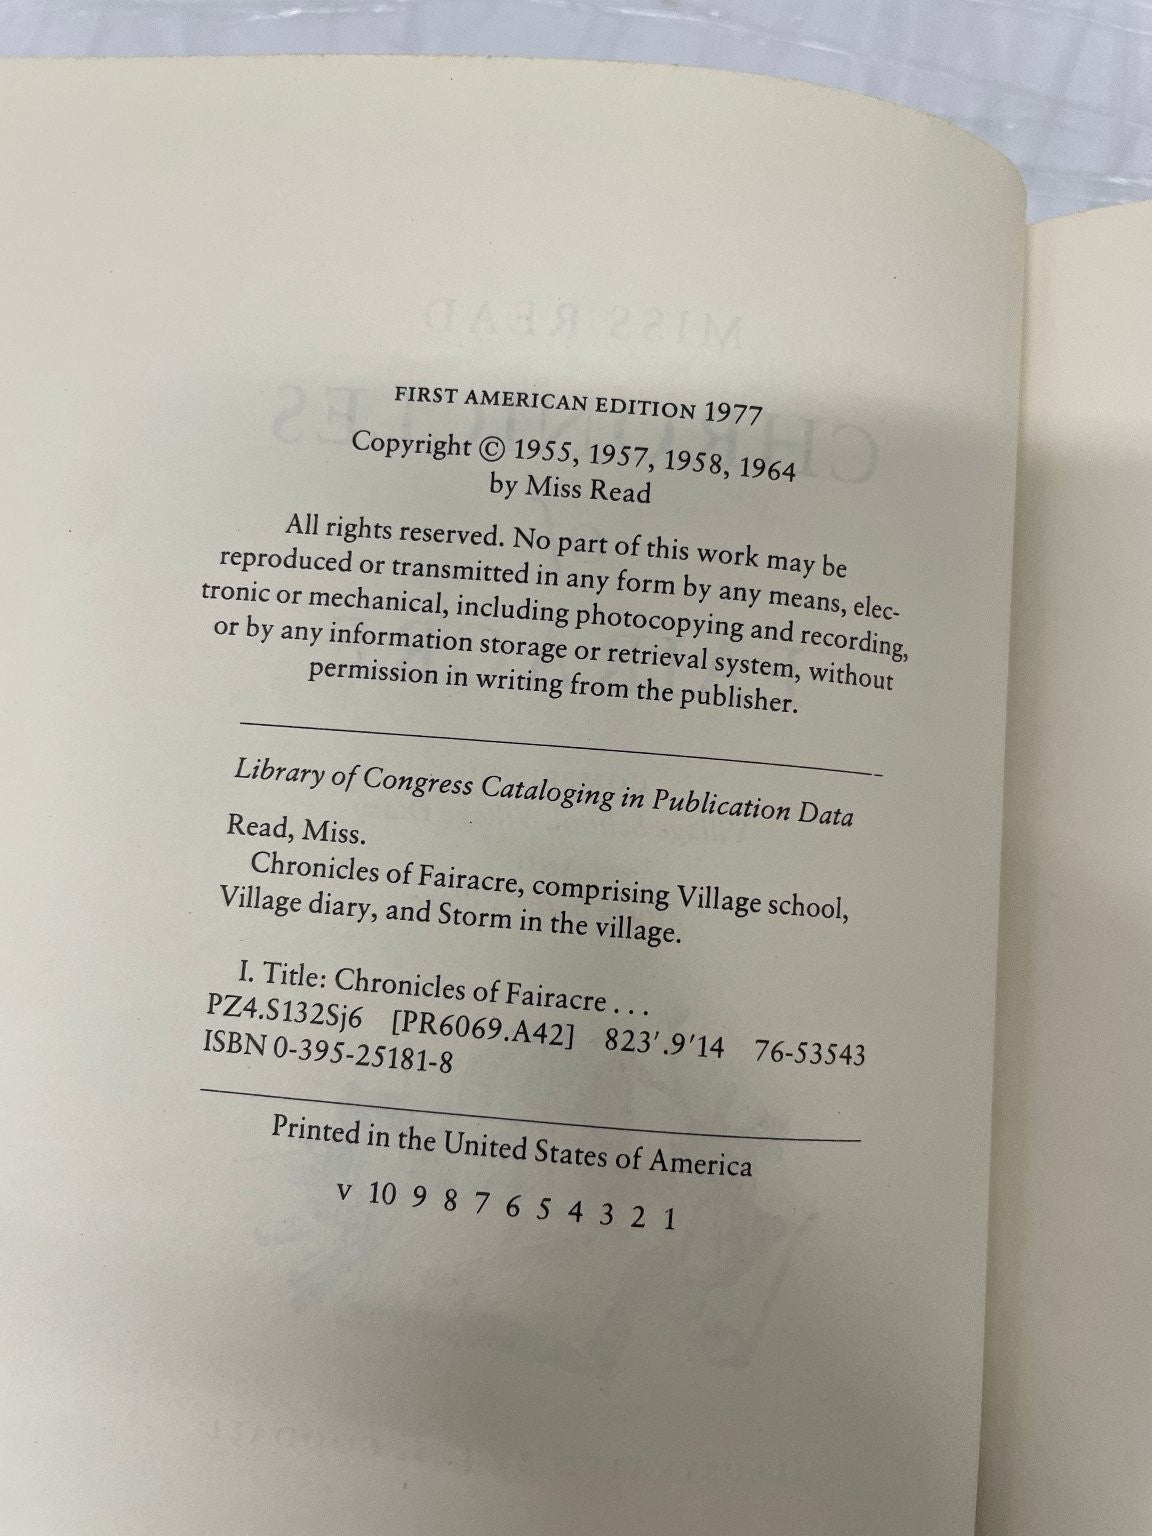 FIRST AMERICAN EDITION 1977
Copyright © 1955, 1957, 1958, 1964
by Miss Read
All rights reserved. No part of this work may be
reproduced or transmitted in any form by any means, elec-
tronic or mechanical, including photocopying and recording,
or by any information storage or retrieval system, without
permission in writing from the publisher.
Library of Congress Cataloging in Publication Data
Read, Miss.
Chronicles of Fairacre, comprising Village school,
Village diary, and Storm in the village.
I. Title: Chronicles of Fairacre . . .
PZ4.S132Sj6 [PR6069.A42] 823'.9'14 76-53543
ISBN 0-395-25181-8
Printed in the United States of America
v 10 9 8 7 6 5 4 3 2 1